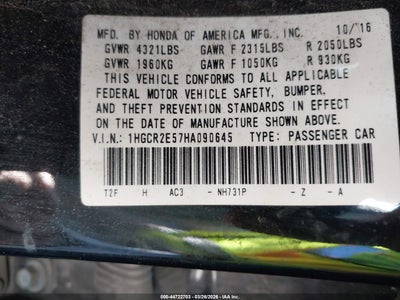 MFD. BY HONDA OF AMERICA MFG., INC. 10/'16
GVWR 4321LBS GAWR F 2315LBS R 2050LBS
GVWR 1960KG GAWR F 1050KG R 930KG
THIS VEHICLE CONFORMS TO ALL APPLICABLE
FEDERAL MOTOR VEHICLE SAFETY, BUMPER,
AND THEFT PREVENTION STANDARDS IN EFFECT
ON THE DATE OF MANUFACTURE SHOWN ABOVE.
V.I.N.: 1HGCR2E57HA090645 TYPE: PASSENGER CAR
T2F H AC3 -NH731P -Z -A
000-44722703 - 03/26/2026 - IAA Inc.